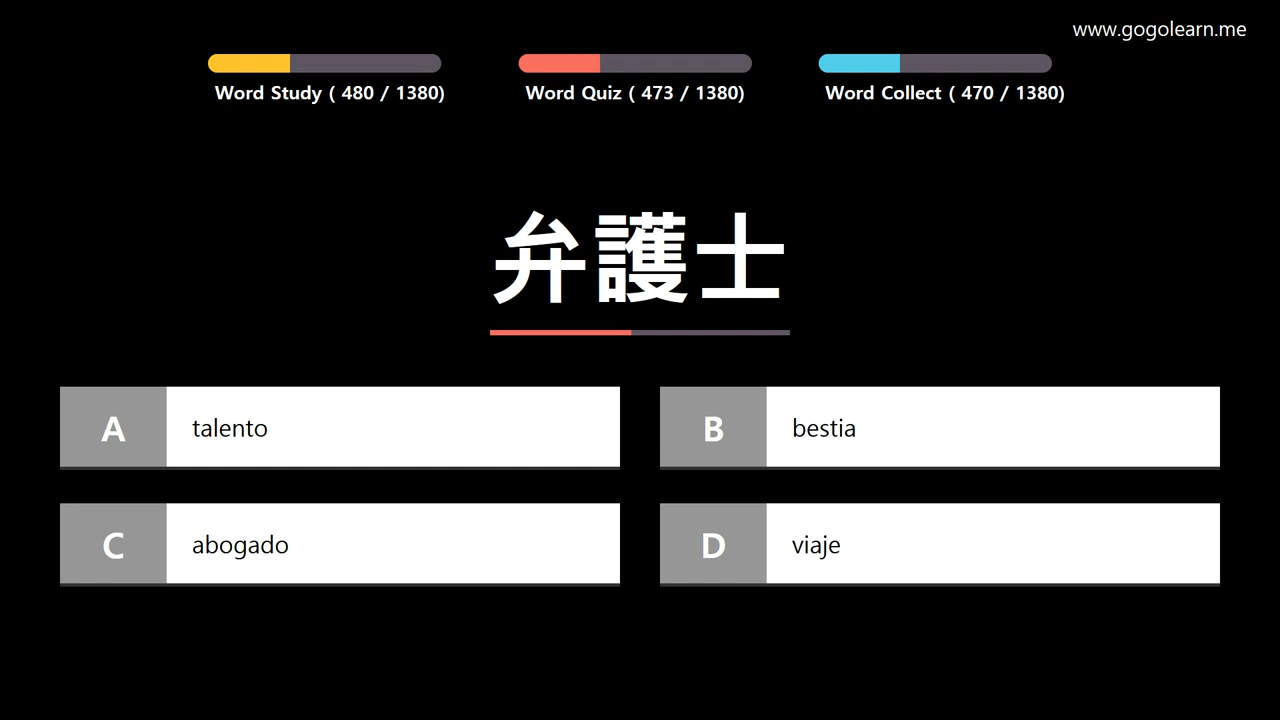 www.gogolearn.me
Word Study ( 480 / 1380)
Word Quiz ( 473 / 1380)
Word Collect ( 470 / 1380)
弁護士
A talento
B bestia
C abogado
D viaje